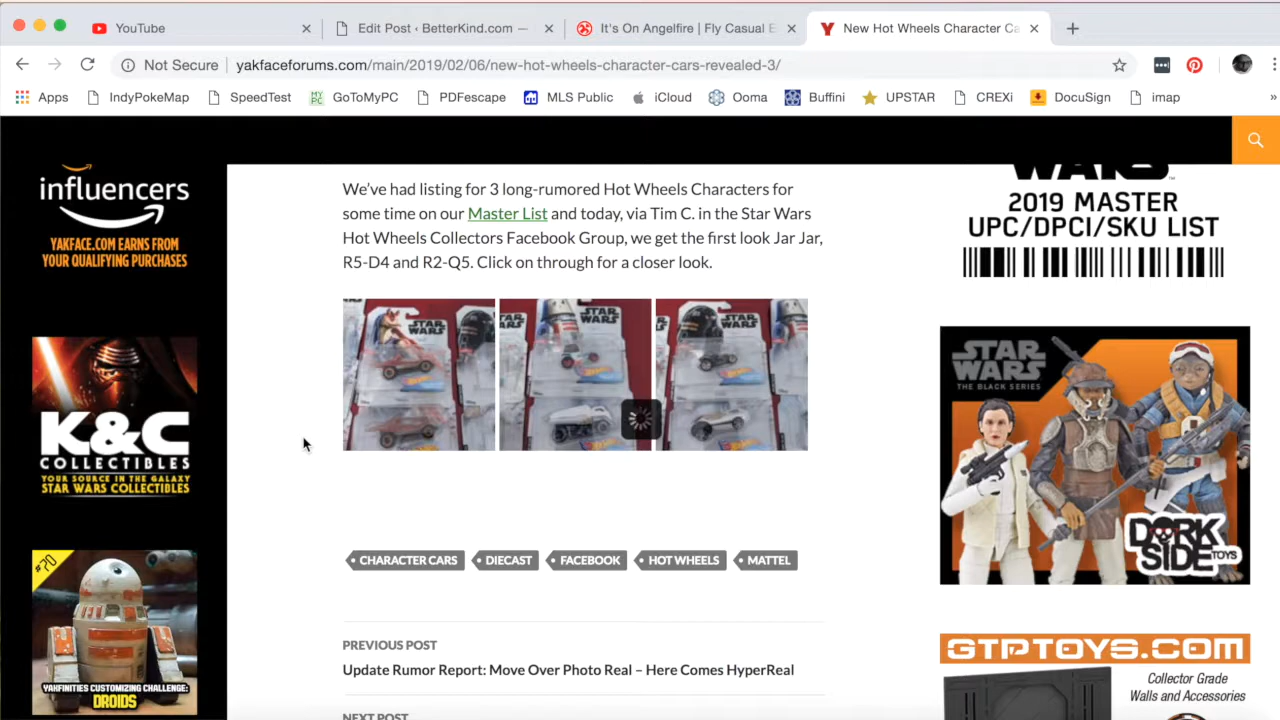 YouTube
Edit Post ‹ BetterKind.com —
It's On Angelfire | Fly Casual E
New Hot Wheels Character Ca
Not Secure
yakfaceforums.com/main/2019/02/06/new-hot-wheels-character-cars-revealed-3/
Apps
IndyPokeMap
SpeedTest
GoToMyPC
PDFescape
MLS Public
iCloud
Ooma
Buffini
UPSTAR
CREXi
DocuSign
imap
»
influencers
YAKFACE.COM EARNS FROM
YOUR QUALIFYING PURCHASES
K&C
COLLECTIBLES
YOUR SOURCE IN THE GALAXY
STAR WARS COLLECTIBLES
#70
YAKFINITIES CUSTOMIZING CHALLENGE:
DROIDS
We've had listing for 3 long-rumored Hot Wheels Characters for
some time on our Master List and today, via Tim C. in the Star Wars
Hot Wheels Collectors Facebook Group, we get the first look Jar Jar,
R5-D4 and R2-Q5. Click on through for a closer look.
STAR
WARS
STAR
WARS
STAR
WARS
CHARACTER CARS
DIECAST
FACEBOOK
HOT WHEELS
MATTEL
PREVIOUS POST
Update Rumor Report: Move Over Photo Real – Here Comes HyperReal
NEXT POST
WARS
2019 MASTER
UPC/DPCI/SKU LIST
STAR
WARS
THE BLACK SERIES
DORK
SIDE TOYS
GTPTOYS.COM
Collector Grade
Walls and Accessories